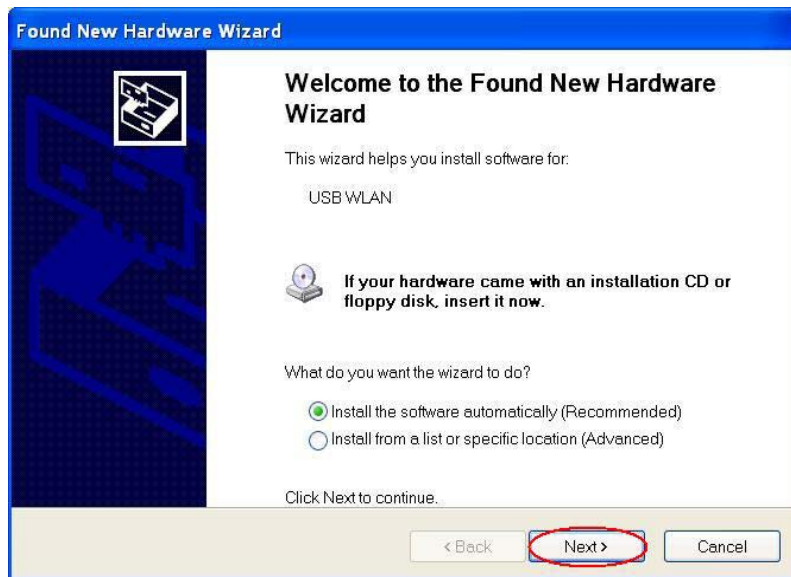 Found New Hardware Wizard
Welcome to the Found New Hardware
Wizard
This wizard helps you install software for:
USB WLAN
If your hardware came with an installation CD or
floppy disk, insert it now.
What do you want the wizard to do?
Install the software automatically (Recommended)
Install from a list or specific location (Advanced)
Click Next to continue.
< Back Next > Cancel